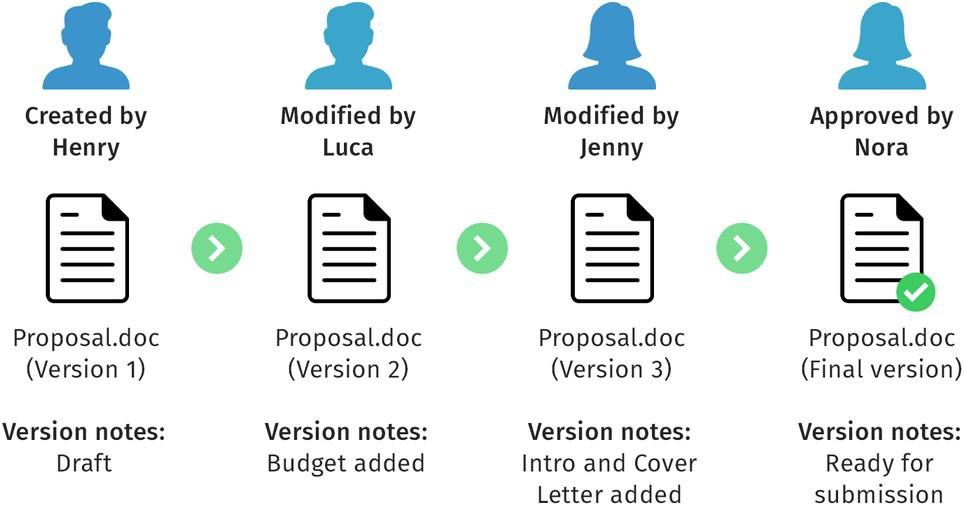 Created by
Henry
Modified by
Luca
Modified by
Jenny
Approved by
Nora
Proposal.doc
(Version 1)
Proposal.doc
(Version 2)
Proposal.doc
(Version 3)
Proposal.doc
(Final version)
Version notes:
Draft
Version notes:
Budget added
Version notes:
Intro and Cover
Letter added
Version notes:
Ready for
submission